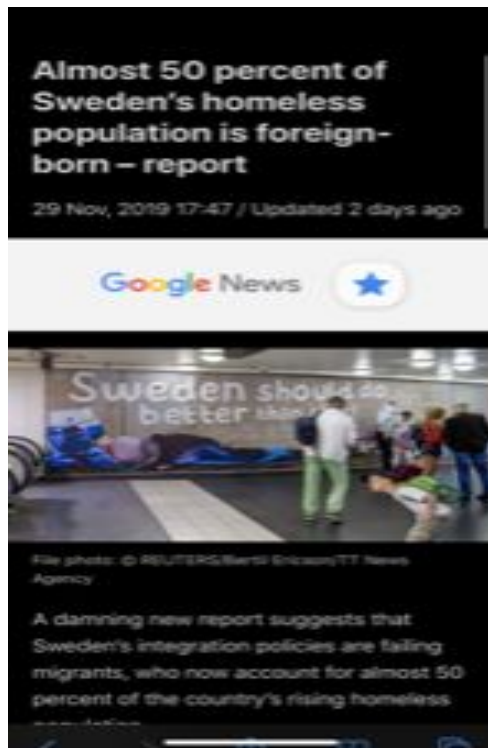 Almost 50 percent of
Sweden's homeless
population is foreign-
born – report
29 Nov, 2019 17:47 / Updated 2 days ago
Google News
Sweden should do
better than
File photo: © REUTERS/Bertil Ericson/TT News
Agency
A damning new report suggests that
Sweden's integration policies are failing
migrants, who now account for almost 50
percent of the country's rising homeless
population